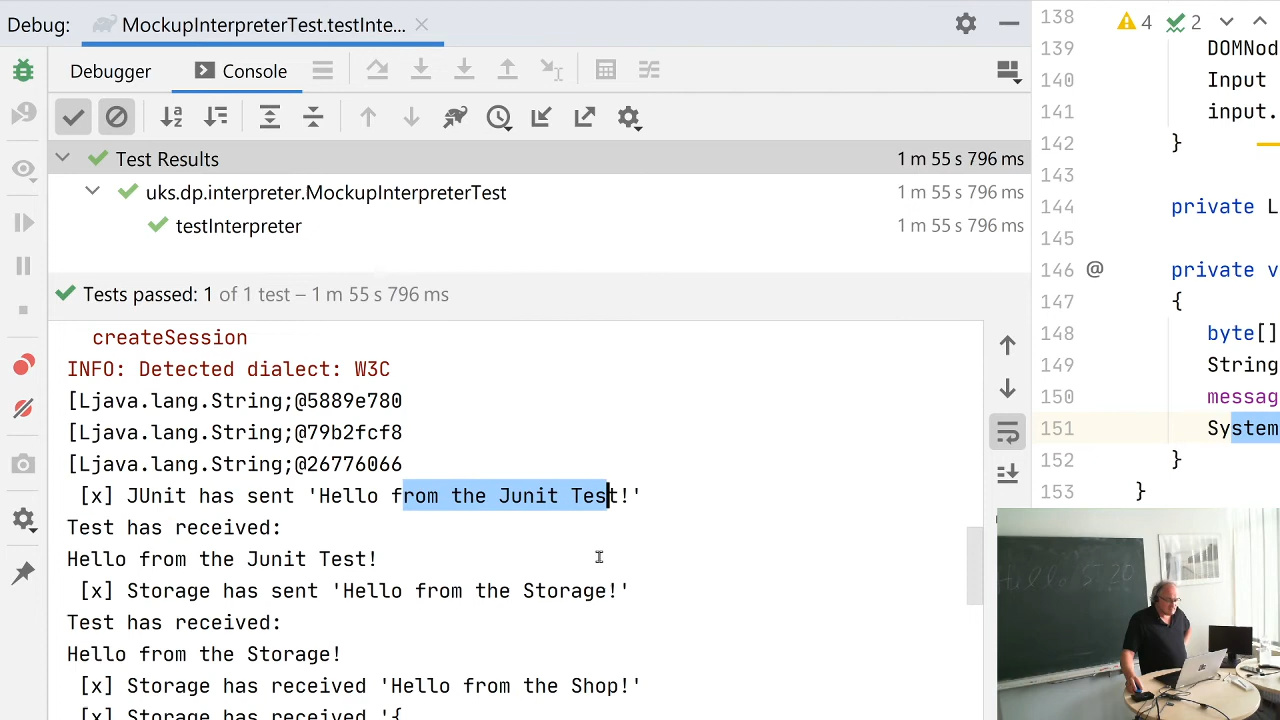 Debug: MockupInterpreterTest.testInte...
Debugger Console
Test Results 1 m 55 s 796 ms
uks.dp.interpreter.MockupInterpreterTest 1 m 55 s 796 ms
testInterpreter 1 m 55 s 796 ms
Tests passed: 1 of 1 test – 1 m 55 s 796 ms
createSession
INFO: Detected dialect: W3C
[Ljava.lang.String;@5889e780
[Ljava.lang.String;@79b2fcf8
[Ljava.lang.String;@26776066
[x] JUnit has sent 'Hello from the Junit Test!'
Test has received:
Hello from the Junit Test!
[x] Storage has sent 'Hello from the Storage!'
Test has received:
Hello from the Storage!
[x] Storage has received 'Hello from the Shop!'
[x] Storage has received '{
4 2
138
139 DOMNod
140 Input
141 input.
142 }
143
144 private L
145
146 @ private v
147 {
148 byte[]
149 String
150 messag
151 System
152 }
153 }
Hello 5.20